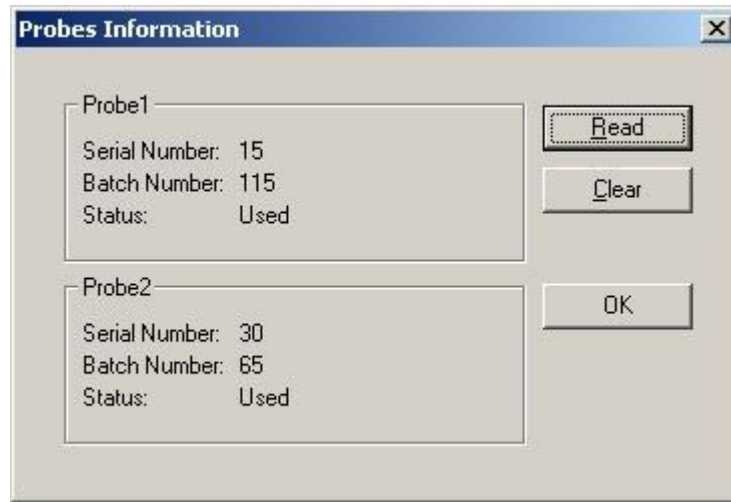 Probes Information
Probe1
Serial Number: 15
Batch Number: 115
Status: Used
Probe2
Serial Number: 30
Batch Number: 65
Status: Used
Read
Clear
OK